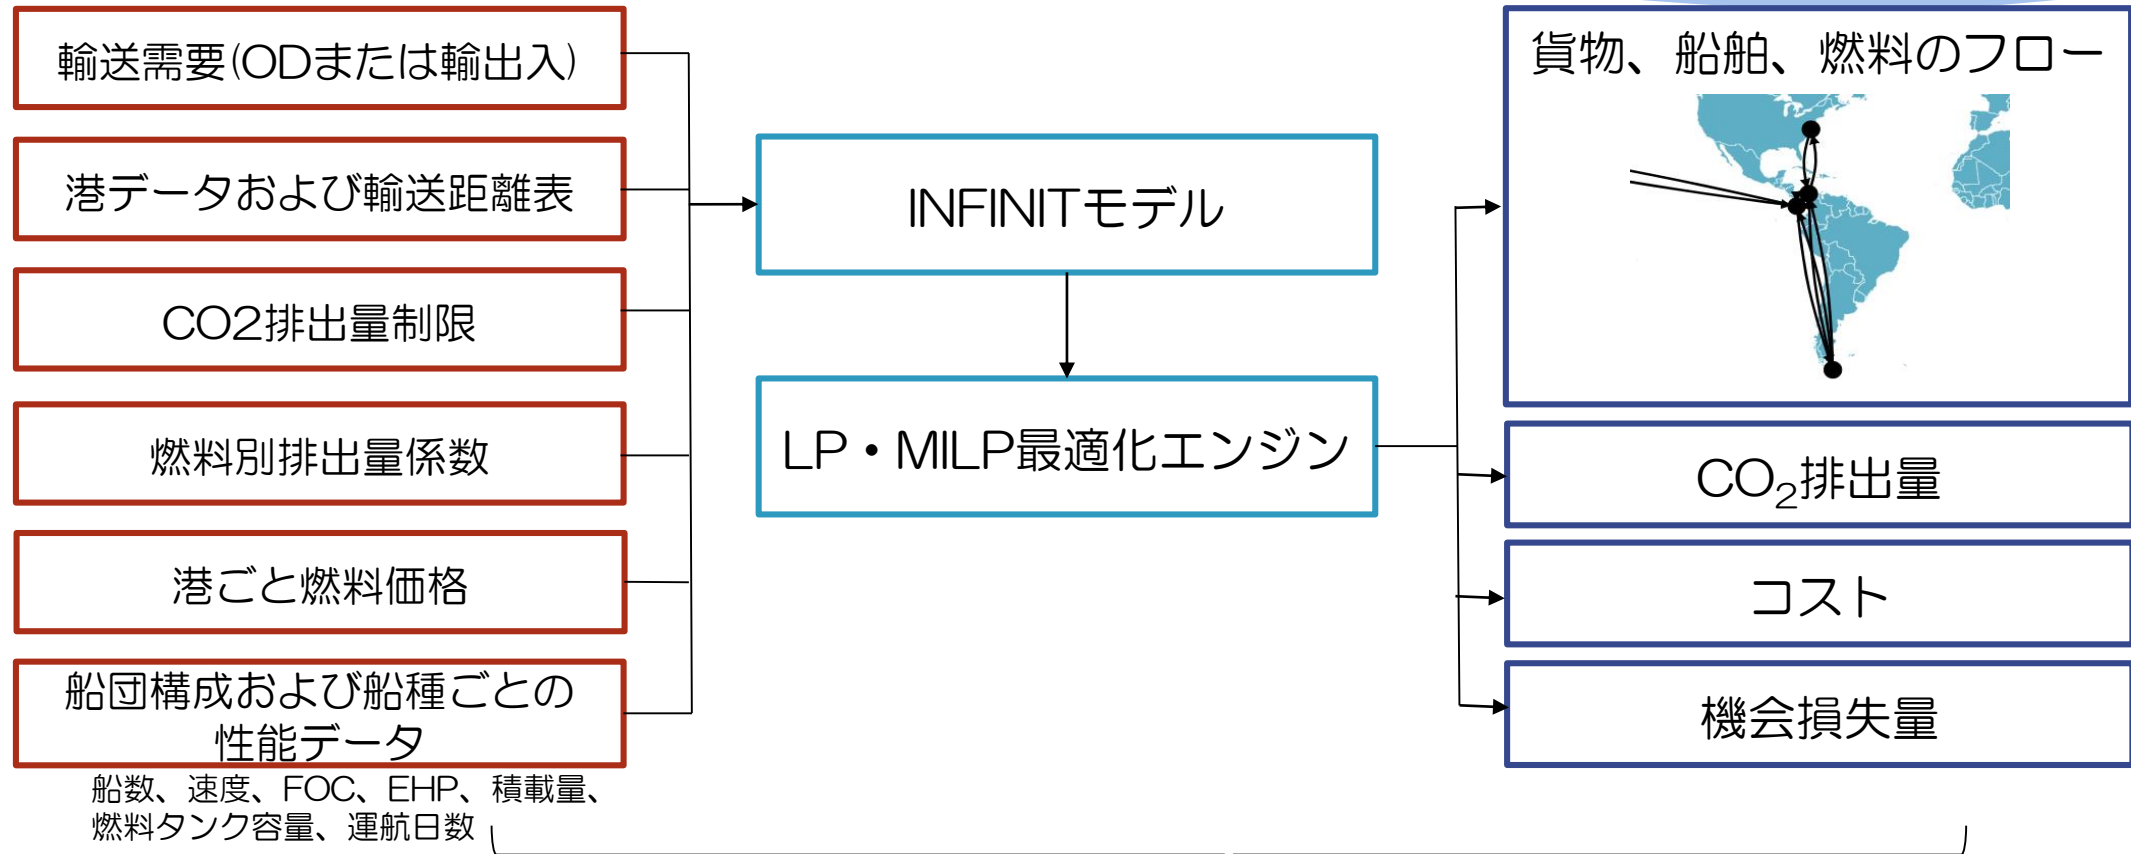 輸送需要(ODまたは輸出入)
港データおよび輸送距離表
CO2排出量制限
燃料別排出量係数
港ごと燃料価格
船団構成および船種ごとの
性能データ
船数、速度、FOC、EHP、積載量、
燃料タンク容量、運航日数
INFINITモデル
LP・MILP最適化エンジン
貨物、船舶、燃料のフロー
CO₂排出量
コスト
機会損失量